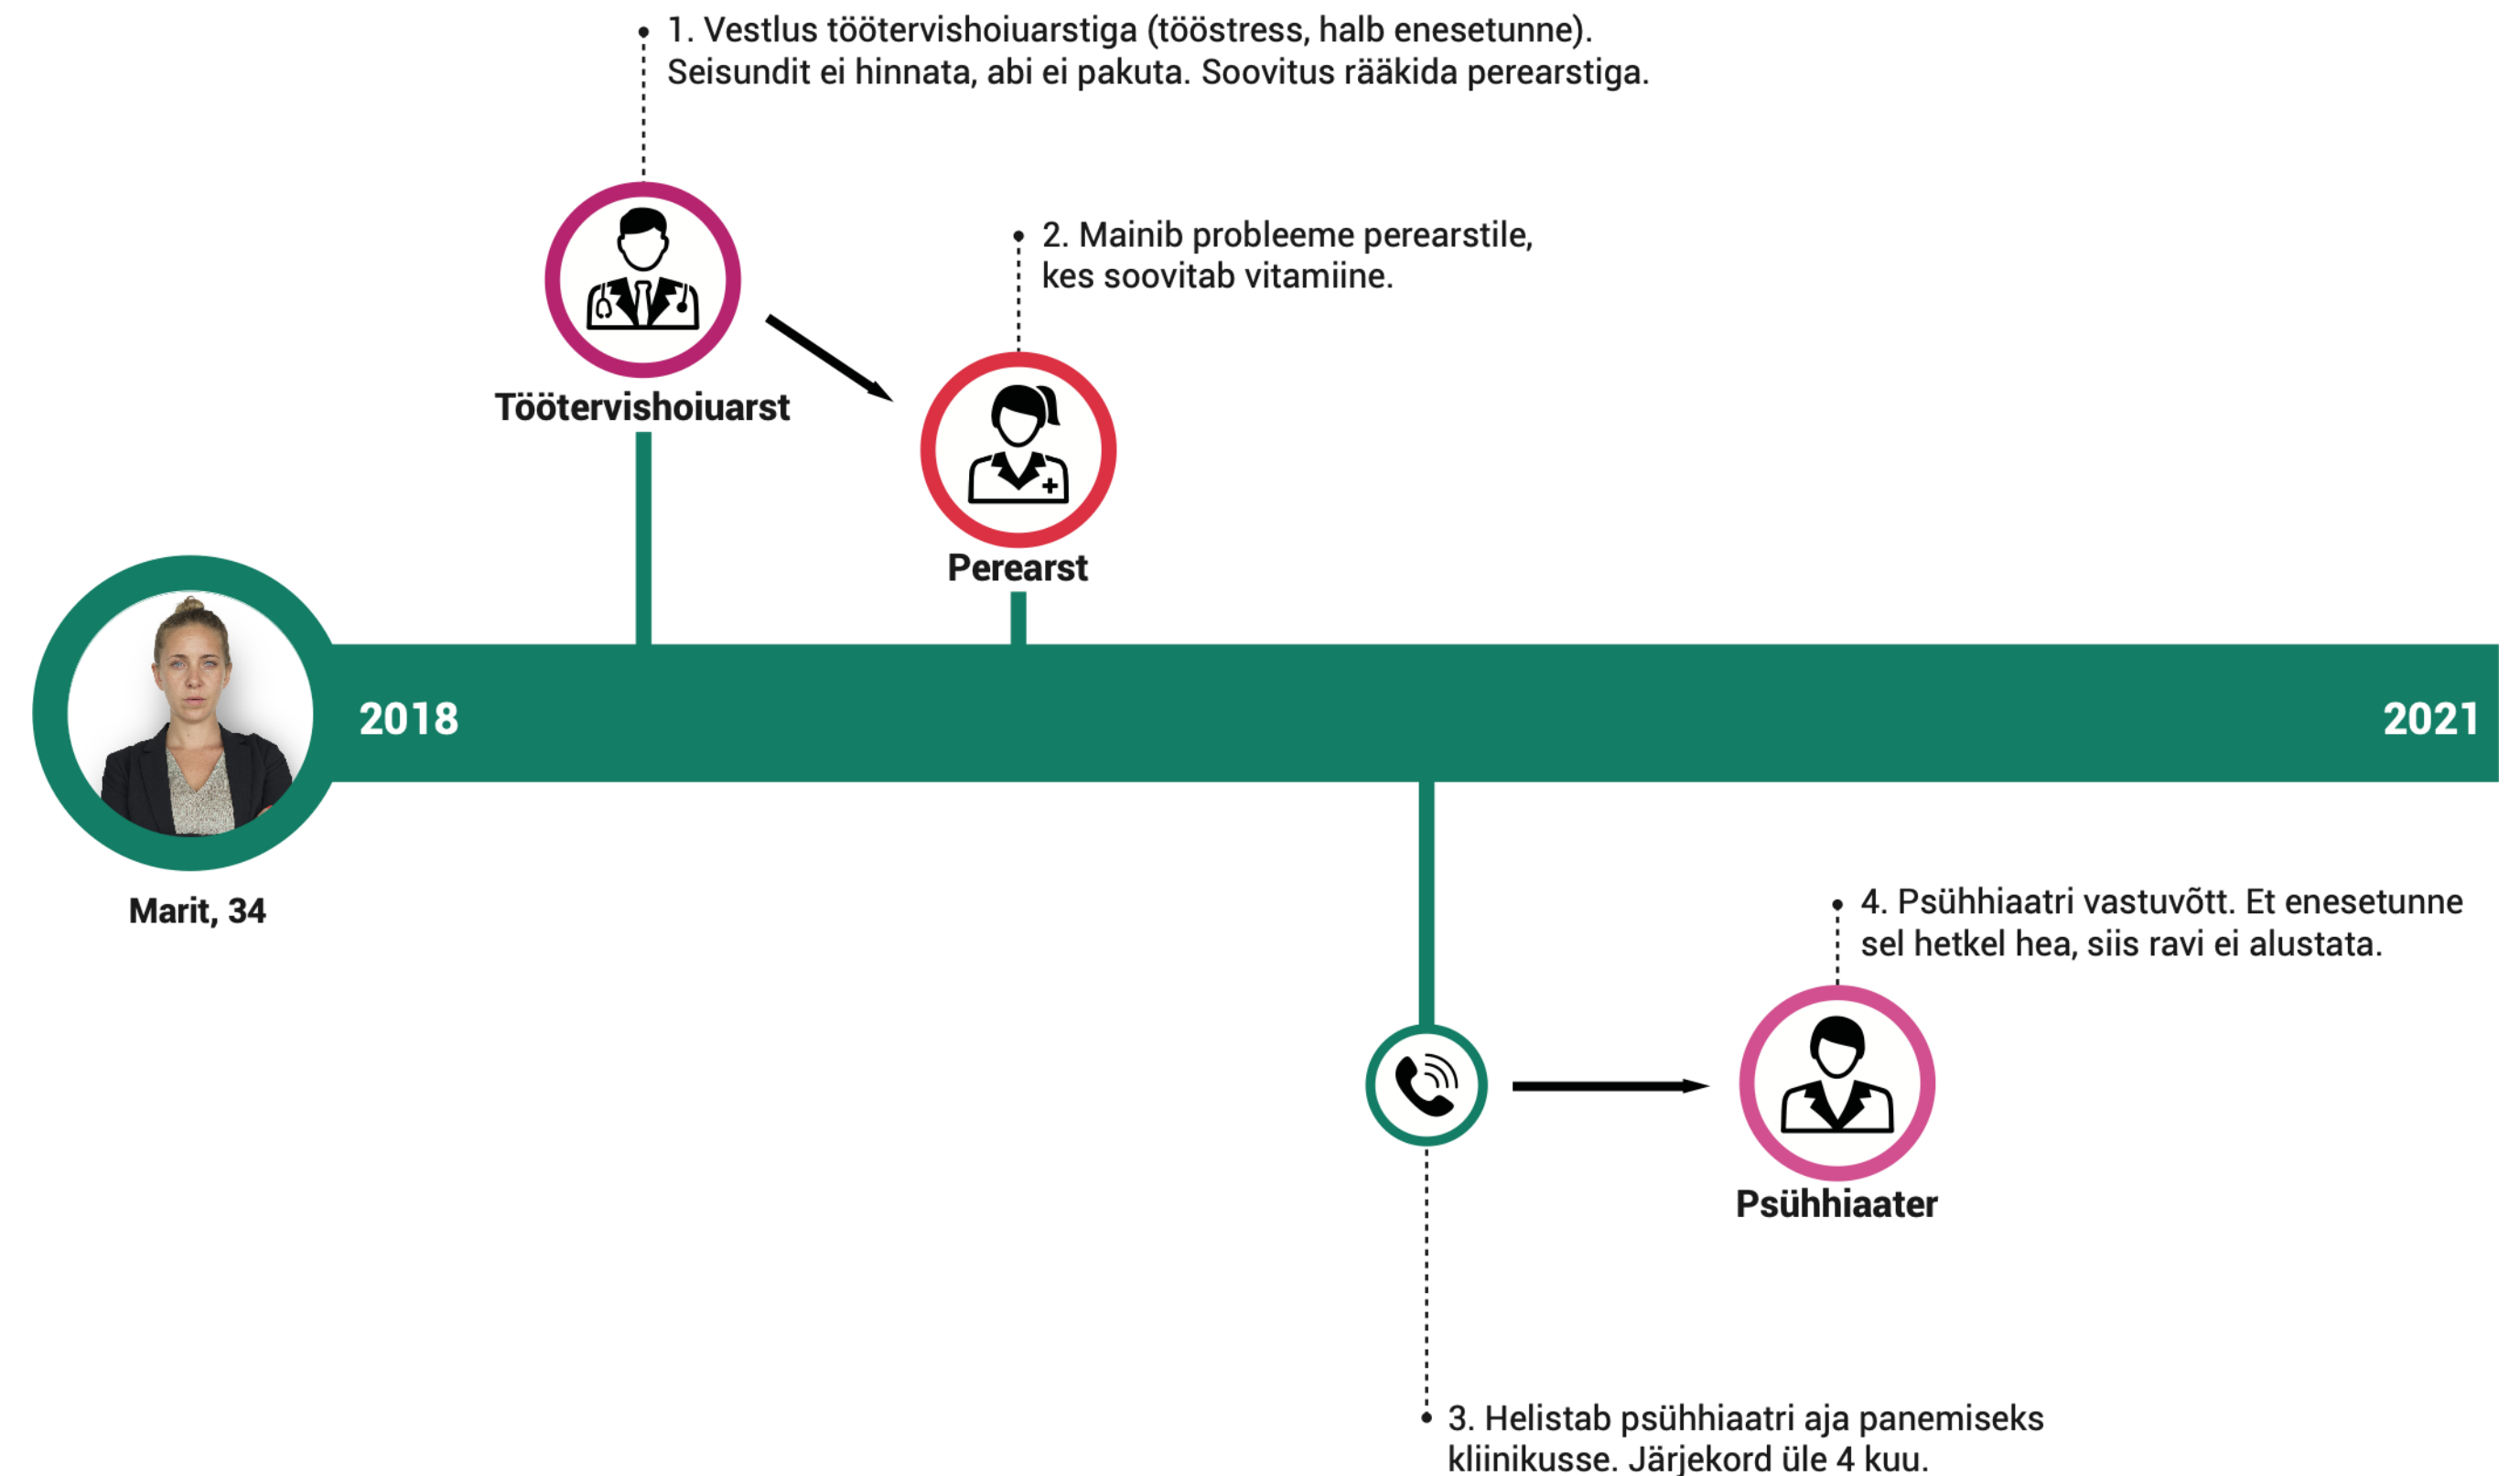 1. Vestlus töötervishoiuarstiga (tööstress, halb enesetunne).
Seisundit ei hinnata, abi ei pakuta. Soovitus rääkida perearstiga.
2. Mainib probleeme perearstile,
kes soovitab vitamiine.
Töötervishoiuarst
Perearst
2018
2021
Marit, 34
4. Psühhiaatri vastuvõtt. Et enesetunne
sel hetkel hea, siis ravi ei alustata.
Psühhiaater
3. Helistab psühhiaatri aja panemiseks
kliinikusse. Järjekord üle 4 kuu.